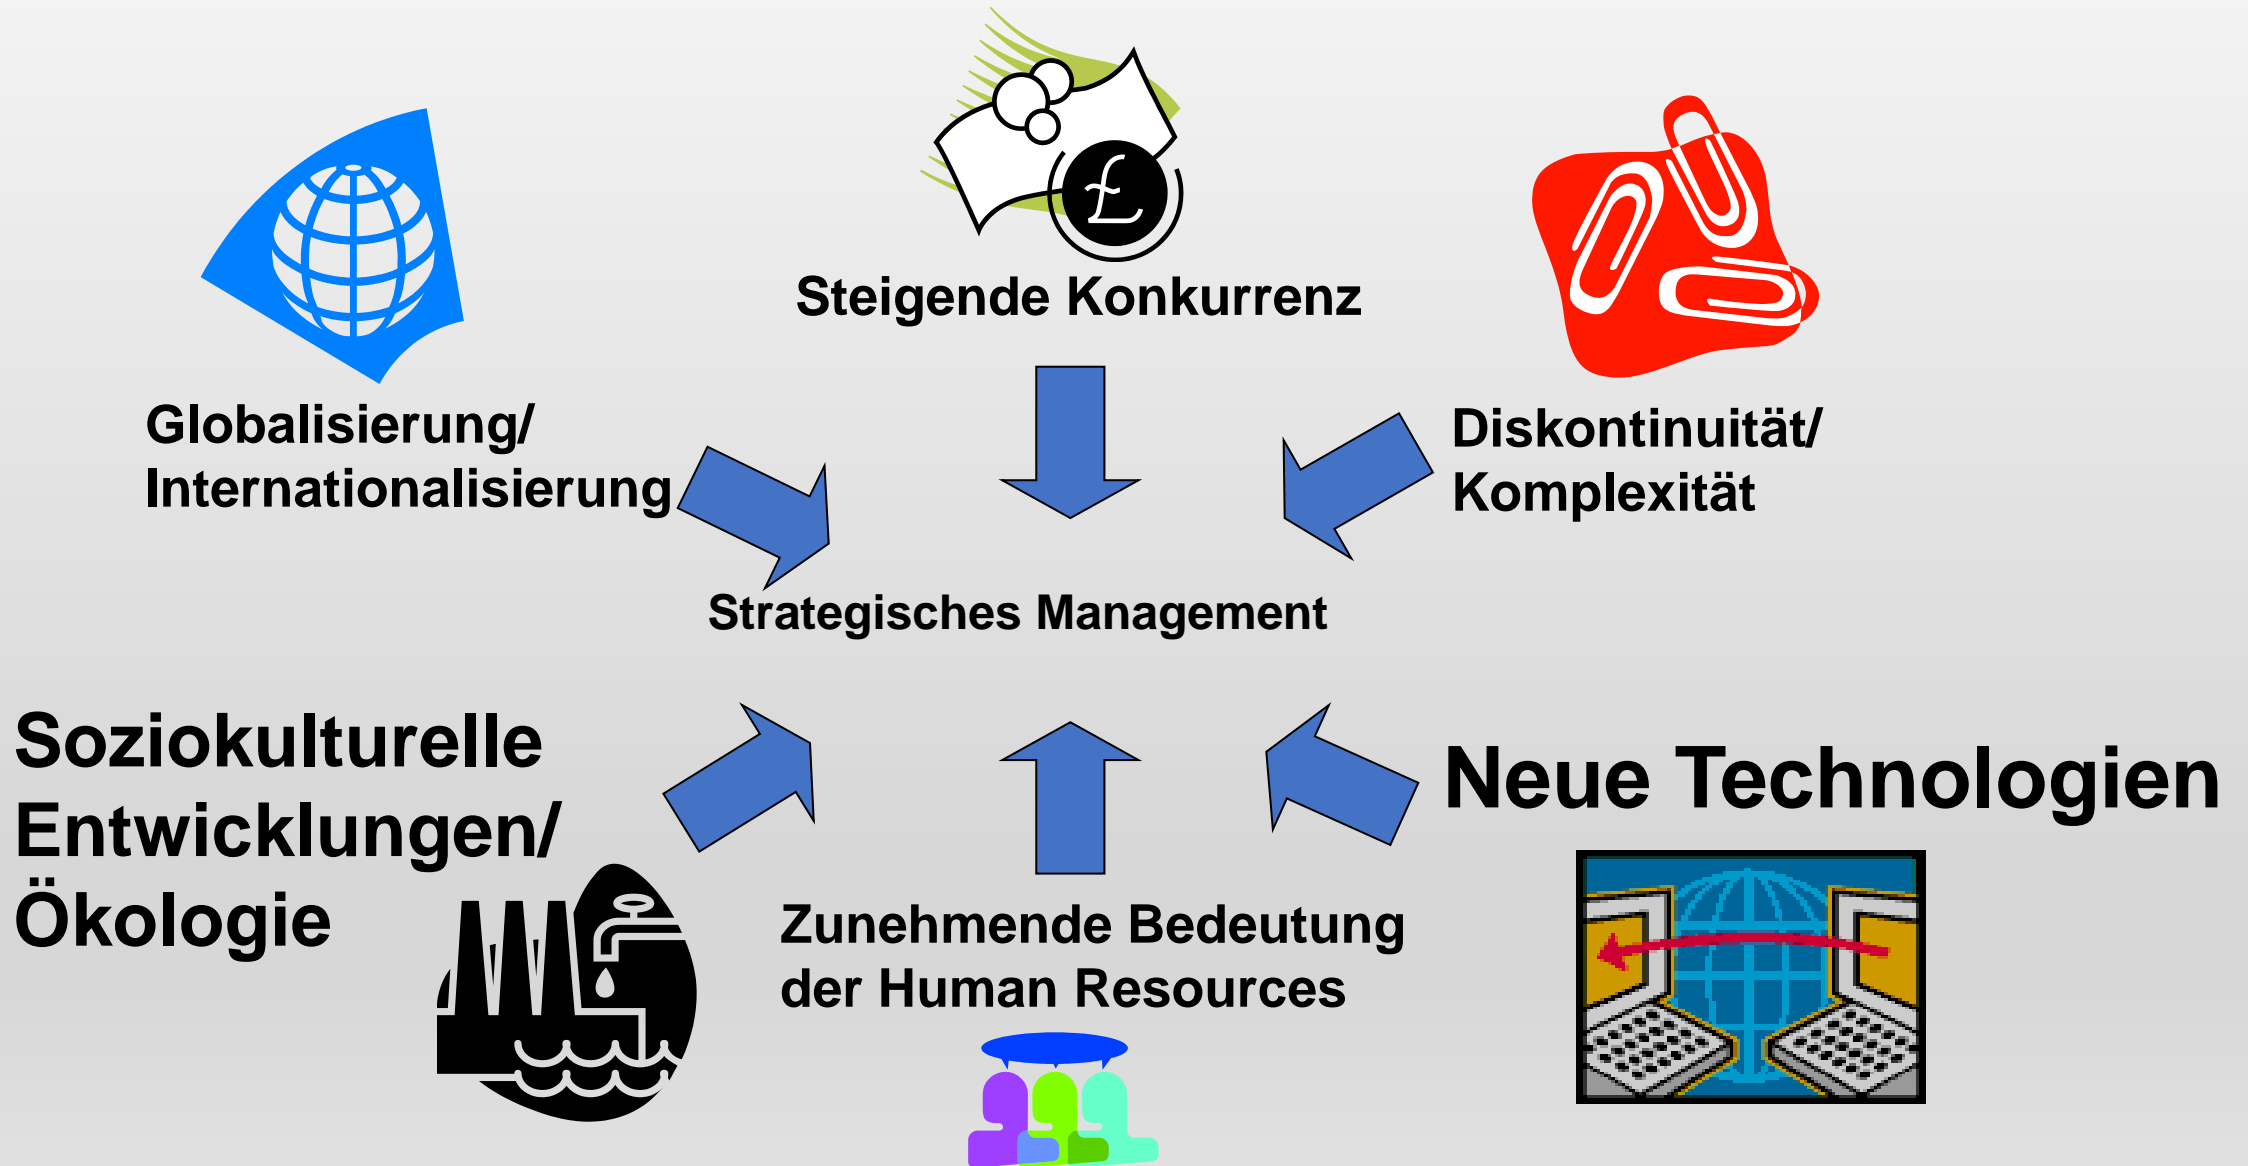 Steigende Konkurrenz
Globalisierung/
Internationalisierung
Diskontinuität/
Komplexität
Strategisches Management
Soziokulturelle
Entwicklungen/
Ökologie
Neue Technologien
Zunehmende Bedeutung
der Human Resources
£